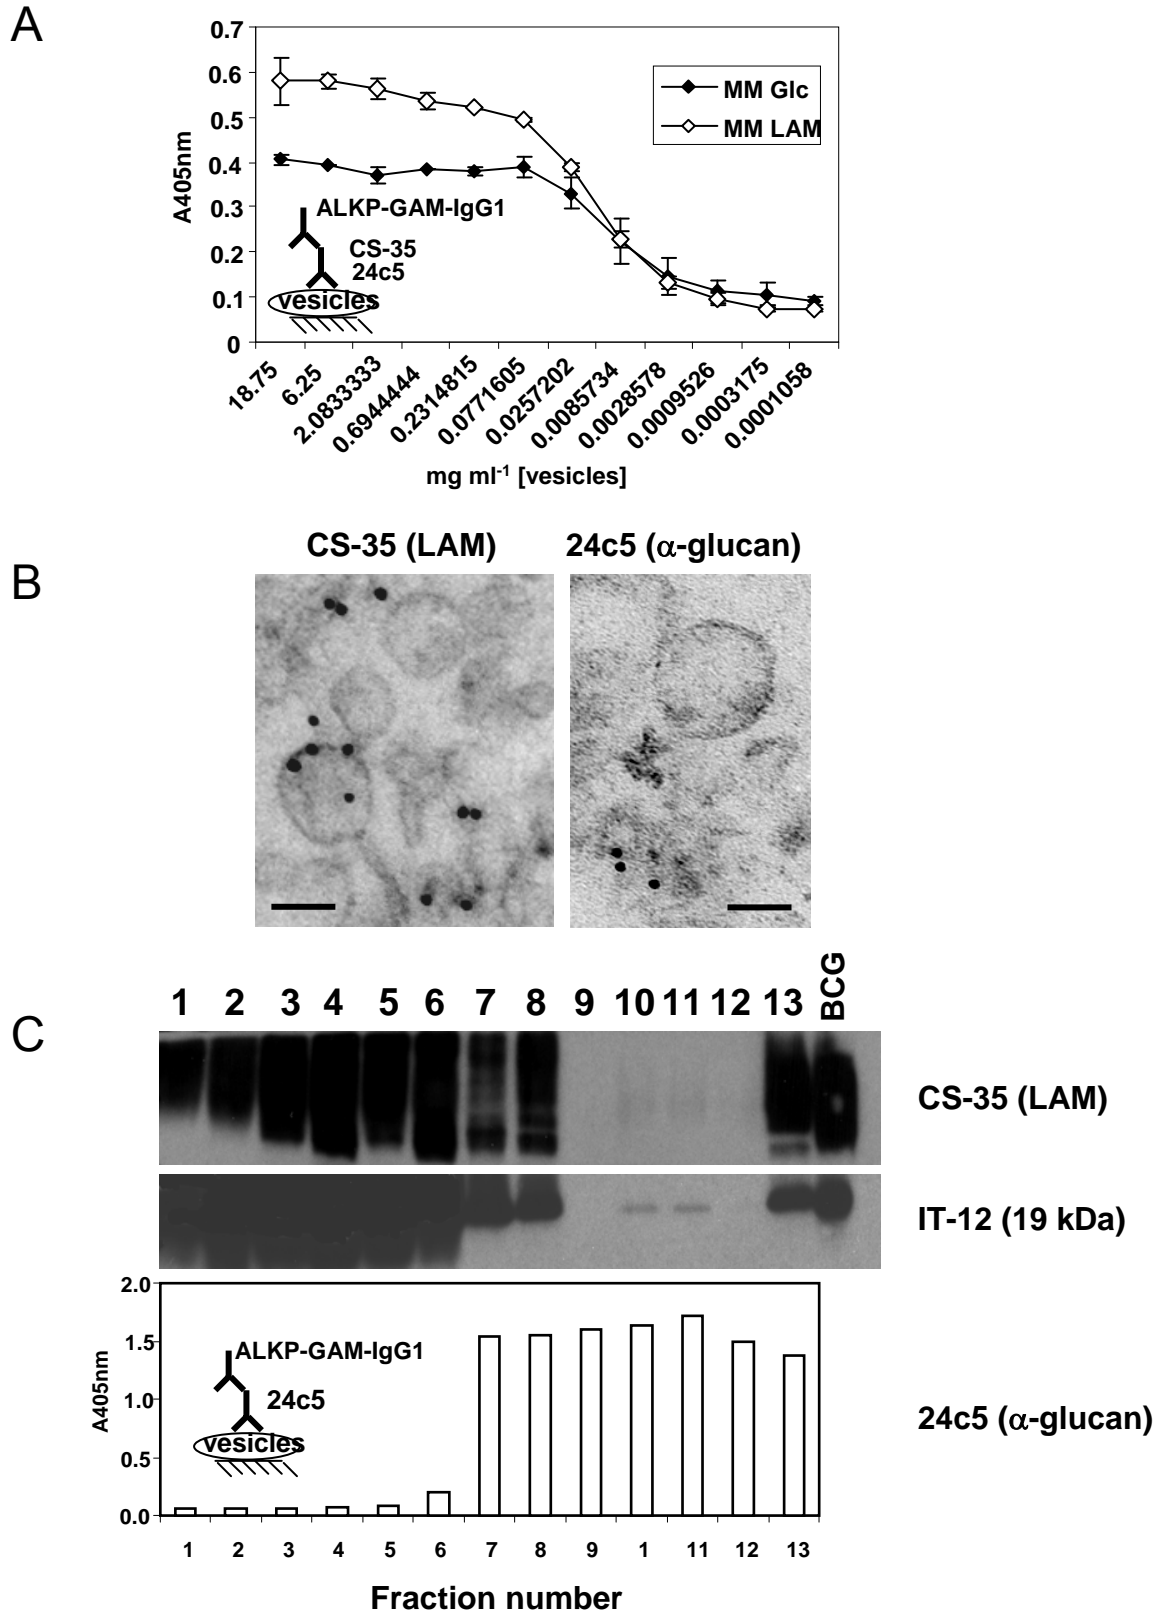 A
0.7
0.6
0.5
0.4
0.3
0.2
0.1
0
A405nm
MM Glc
MM LAM
ALKP-GAM-IgG1
CS-35
24c5
vesicles
18.75
6.25
2.0833333
0.6944444
0.2314815
0.0771605
0.0257202
0.0085734
0.0028578
0.0009526
0.0003175
0.0001058
mg ml-1 [vesicles]
B
CS-35 (LAM)
24c5 (α-glucan)
C
1 2 3 4 5 6 7 8 9 10 11 12 13 BCG
CS-35 (LAM)
IT-12 (19 kDa)
2.0
1.5
1.0
0.5
0.0
A405nm
ALKP-GAM-IgG1
24c5
vesicles
24c5 (α-glucan)
1 2 3 4 5 6 7 8 9 1 11 12 13
Fraction number